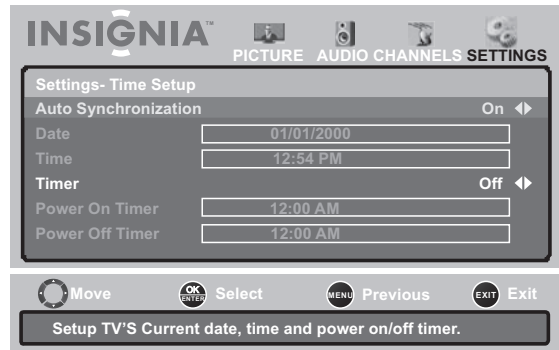 INSIGNIA™
PICTURE AUDIO CHANNELS SETTINGS
Settings- Time Setup
Auto Synchronization On
Date 01/01/2000
Time 12:54 PM
Timer Off
Power On Timer 12:00 AM
Power Off Timer 12:00 AM
Move OK ENTER Select MENU Previous EXIT Exit
Setup TV'S Current date, time and power on/off timer.